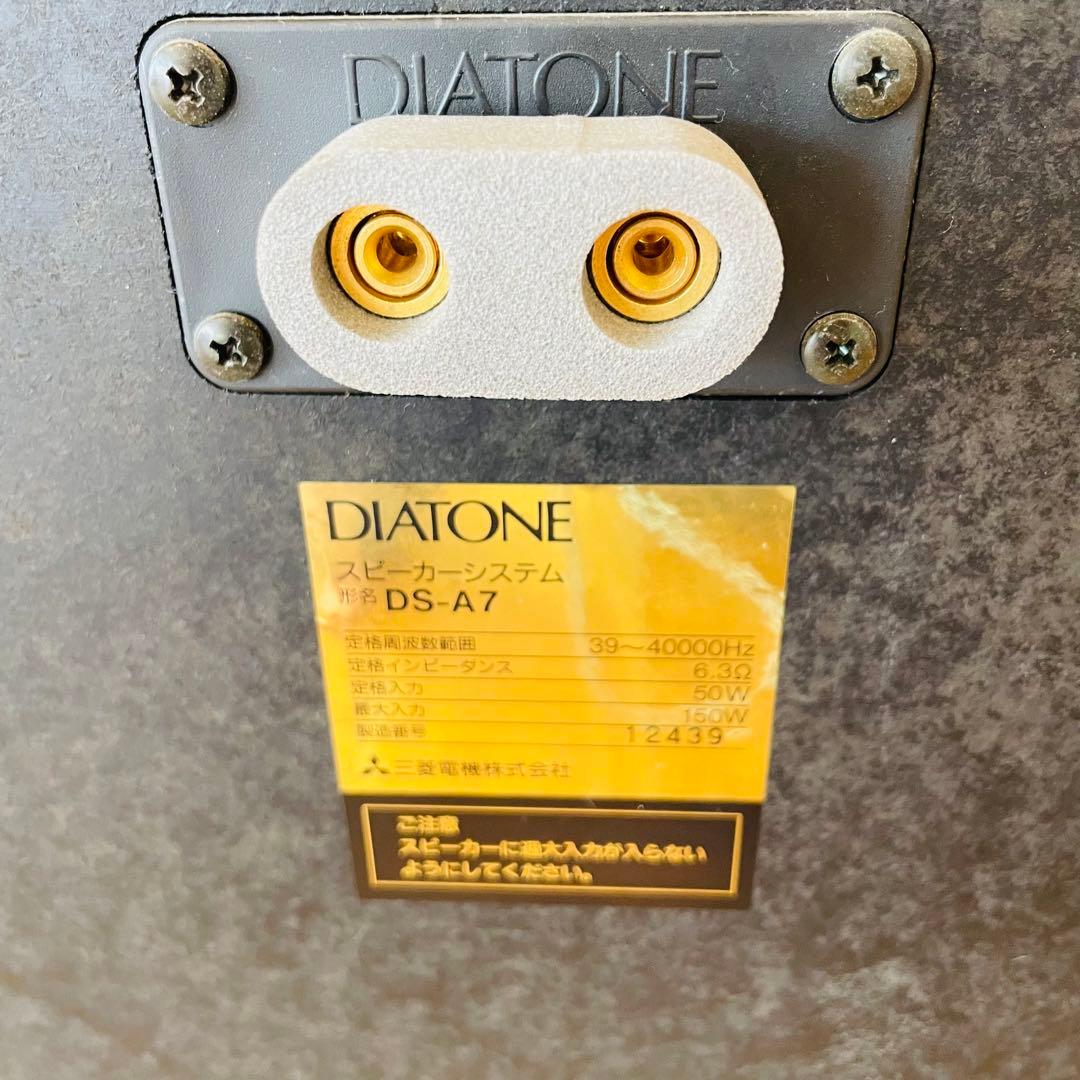 DIATONE
DIATONE
スピーカーシステム
形名 DS-A7
定格周波数範囲 39〜40000Hz
定格インピーダンス 6.3Ω
定格入力 50W
最大入力 150W
製造番号 12439
三菱電機株式会社
ご注意
スピーカーに過大入力が入らない
ようにしてください。